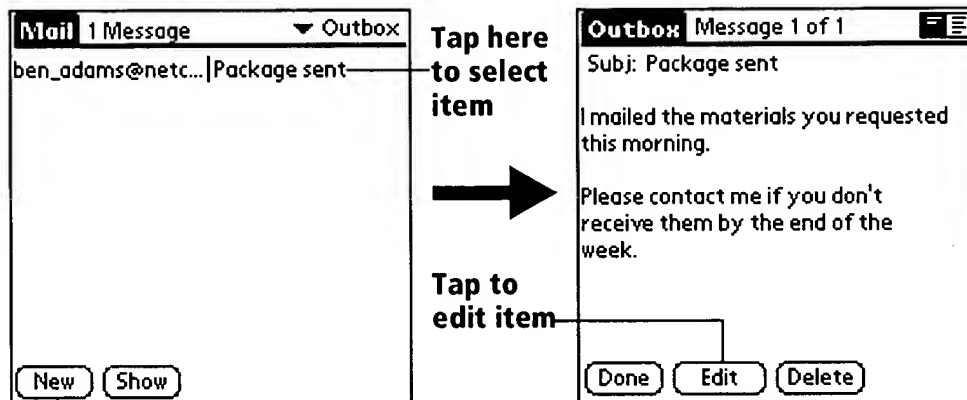 Mail 1 Message Outbox
ben_adams@netc... Package sent
New Show
Tap here
to select
item
Tap to
edit item
Outbox Message 1 of 1
Subj: Package sent
I mailed the materials you requested
this morning.
Please contact me if you don't
receive them by the end of the
week.
Done Edit Delete